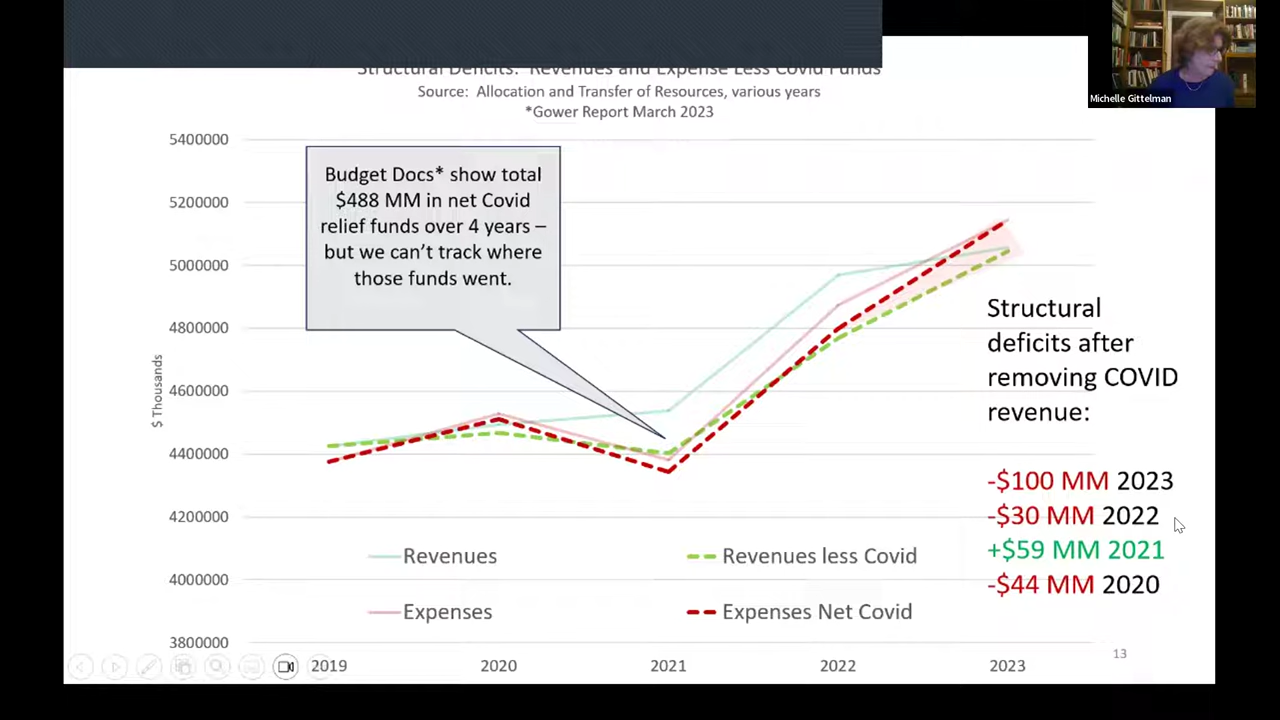 Structural Deficits: Revenues and Expense Less Covid Funds
Source: Allocation and Transfer of Resources, various years
*Gower Report March 2023
Michelle Gittelman
5400000
5200000
5000000
4800000
4600000
4400000
4200000
4000000
3800000
$ Thousands
Budget Docs* show total
$488 MM in net Covid
relief funds over 4 years –
but we can't track where
those funds went.
Structural
deficits after
removing COVID
revenue:
-$100 MM 2023
-$30 MM 2022
+$59 MM 2021
-$44 MM 2020
Revenues
Revenues less Covid
Expenses
Expenses Net Covid
2019
2020
2021
2022
2023
13